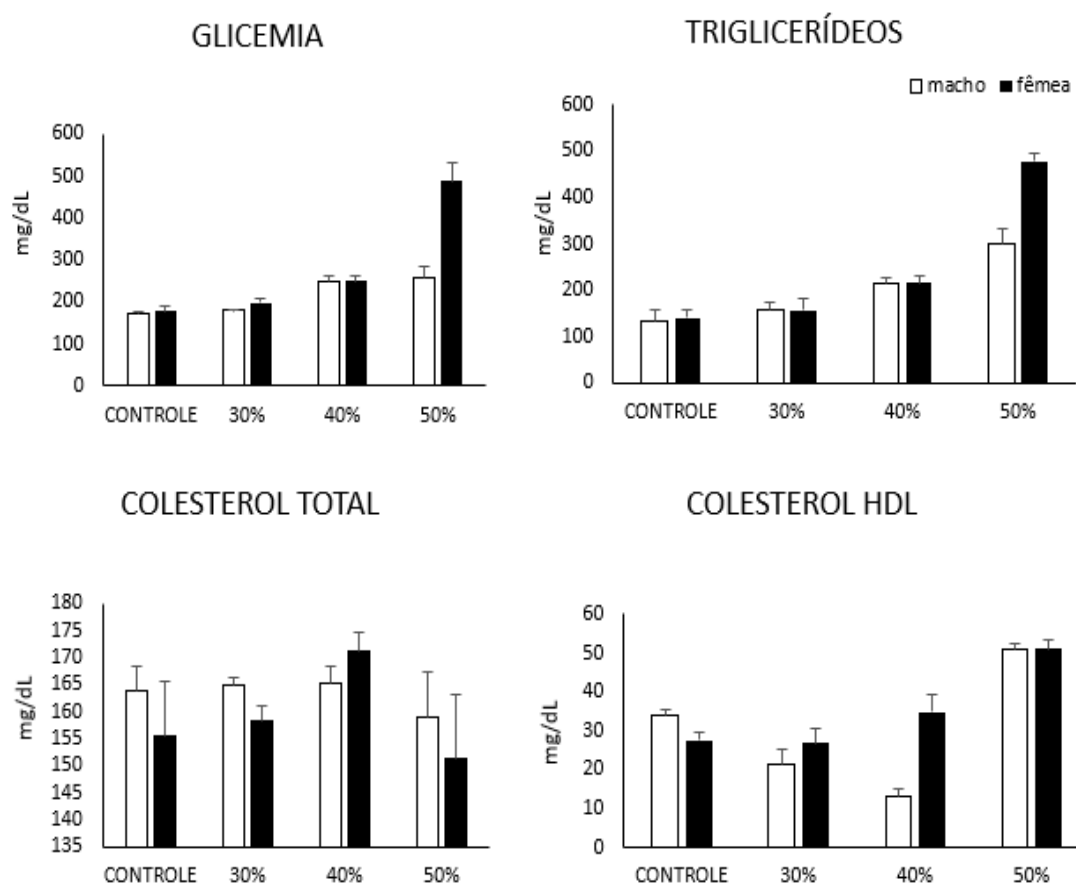 GLICEMIA
mg/dL
600
500
400
300
200
100
0
CONTROLE 30% 40% 50%
TRIGLICERÍDEOS
macho fêmea
mg/dL
600
500
400
300
200
100
0
CONTROLE 30% 40% 50%
COLESTEROL TOTAL
mg/dL
180
175
170
165
160
155
150
145
140
135
CONTROLE 30% 40% 50%
COLESTEROL HDL
mg/dL
60
50
40
30
20
10
0
CONTROLE 30% 40% 50%